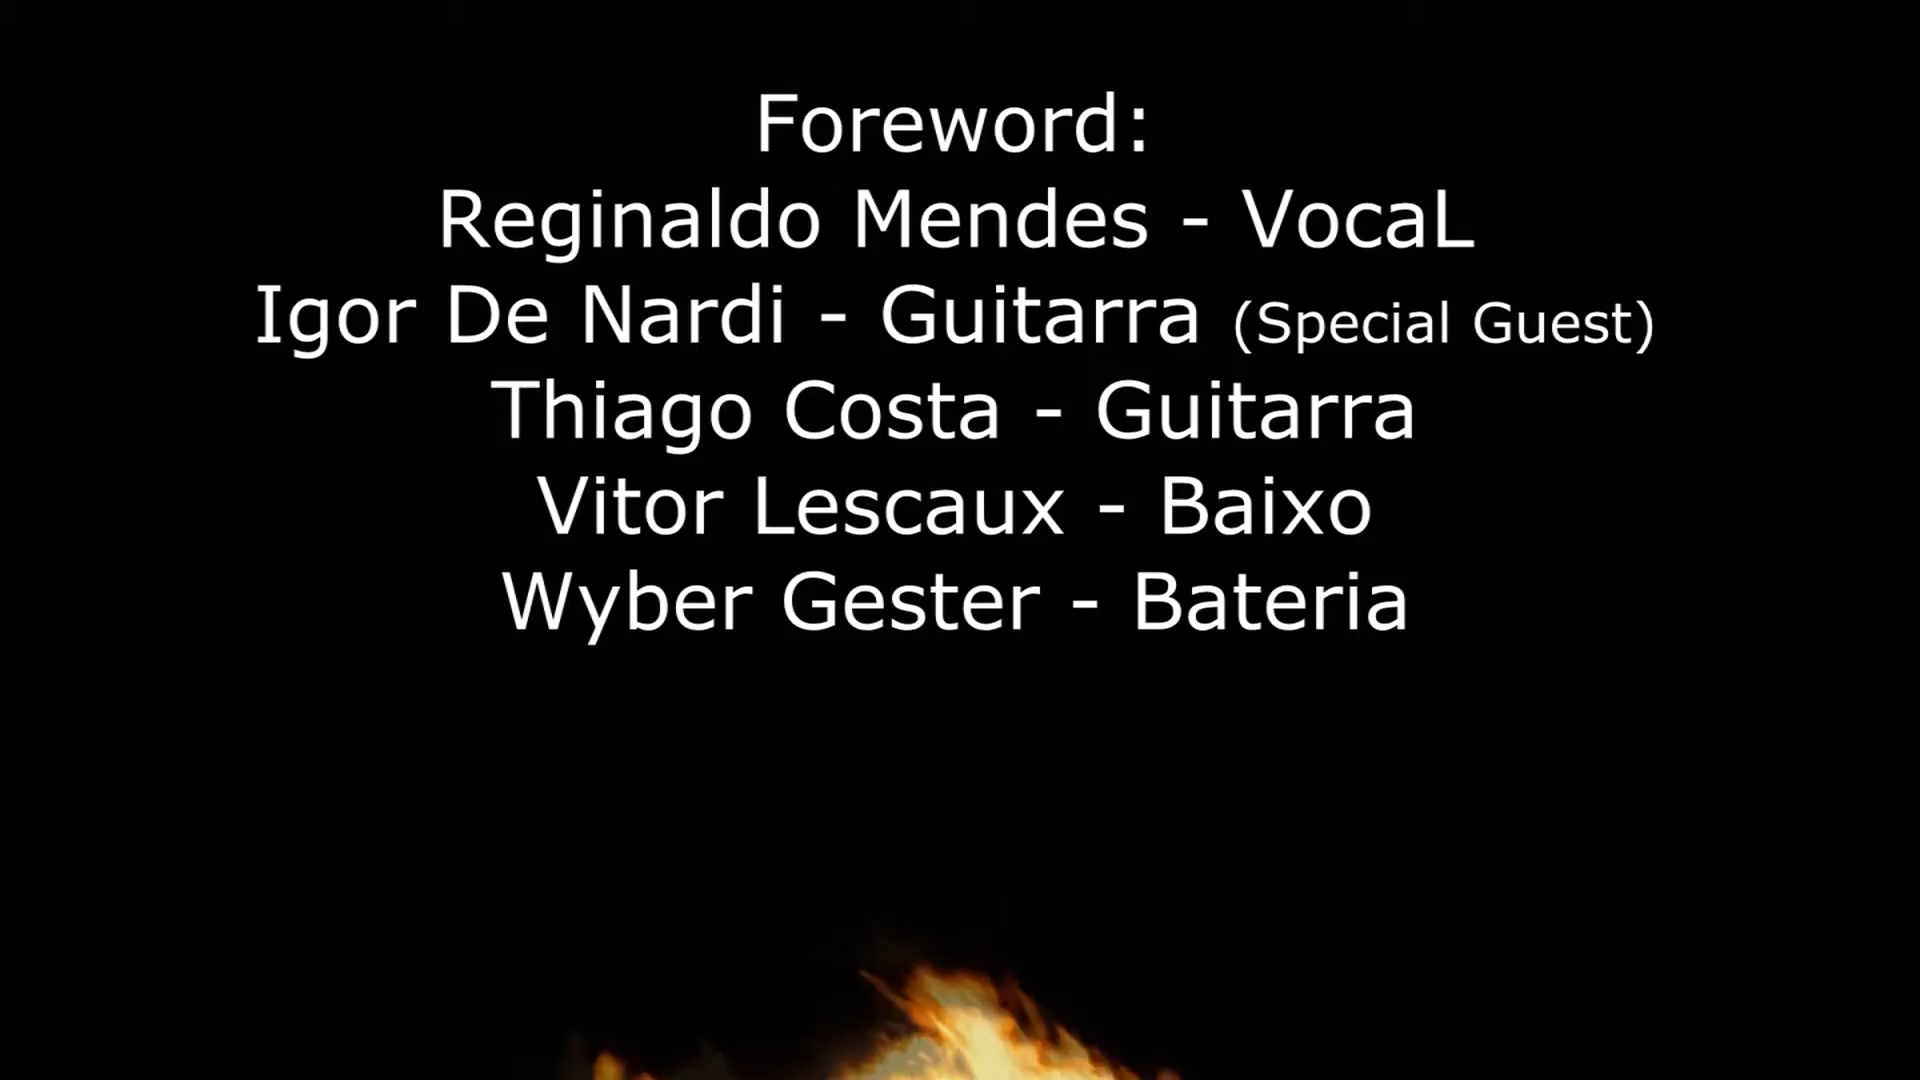 Foreword:
Reginaldo Mendes - VocaL
Igor De Nardi - Guitarra (Special Guest)
Thiago Costa - Guitarra
Vitor Lescaux - Baixo
Wyber Gester - Bateria